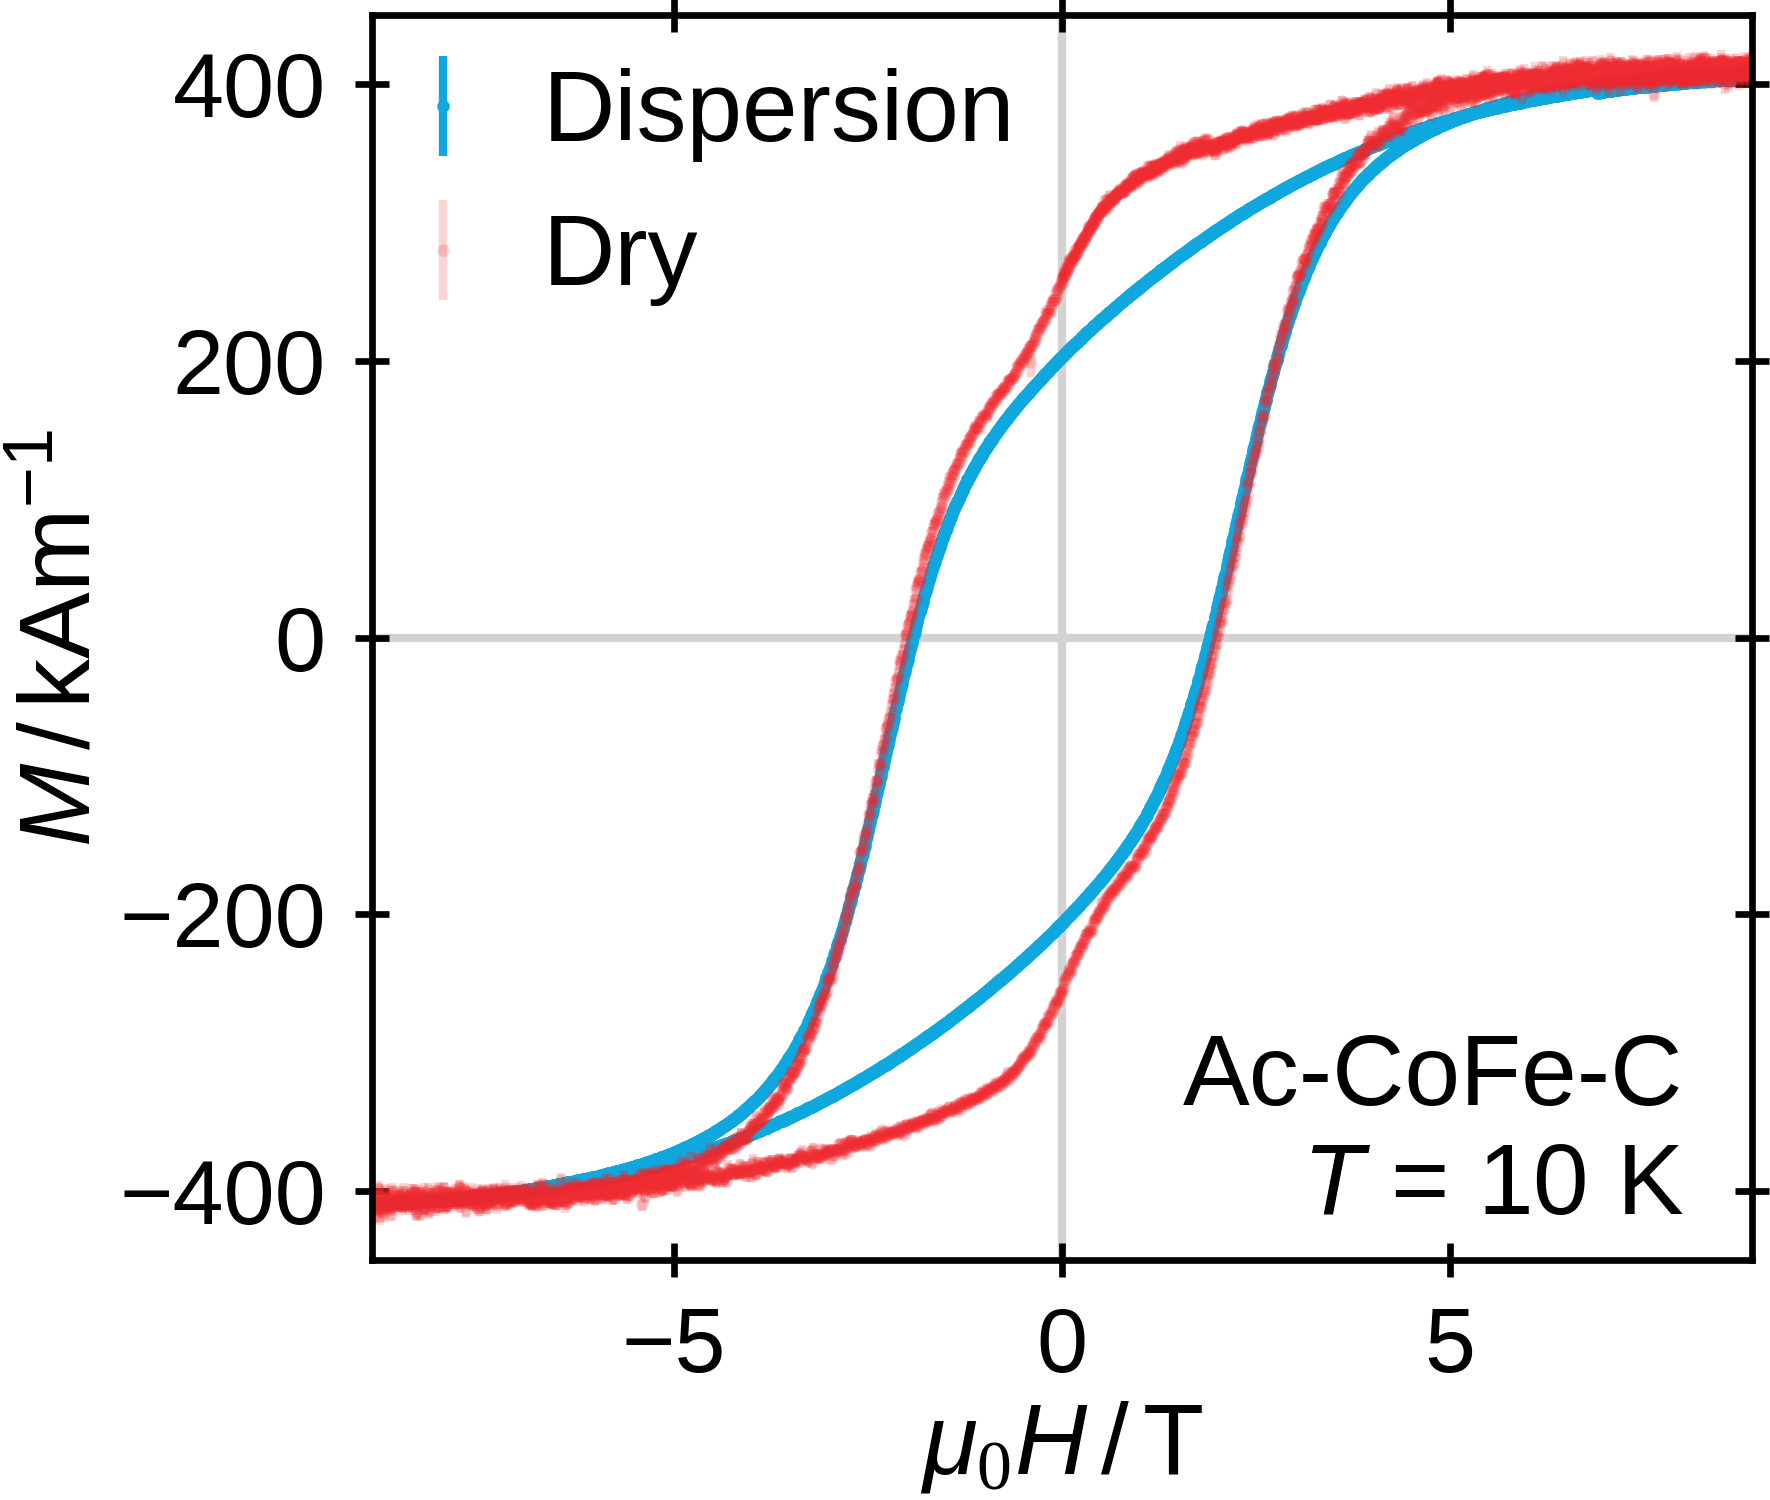 Dispersion
Dry
400
200
0
−200
−400
M / kAm⁻¹
Ac-CoFe-C
T = 10 K
−5 0 5
μ₀H / T